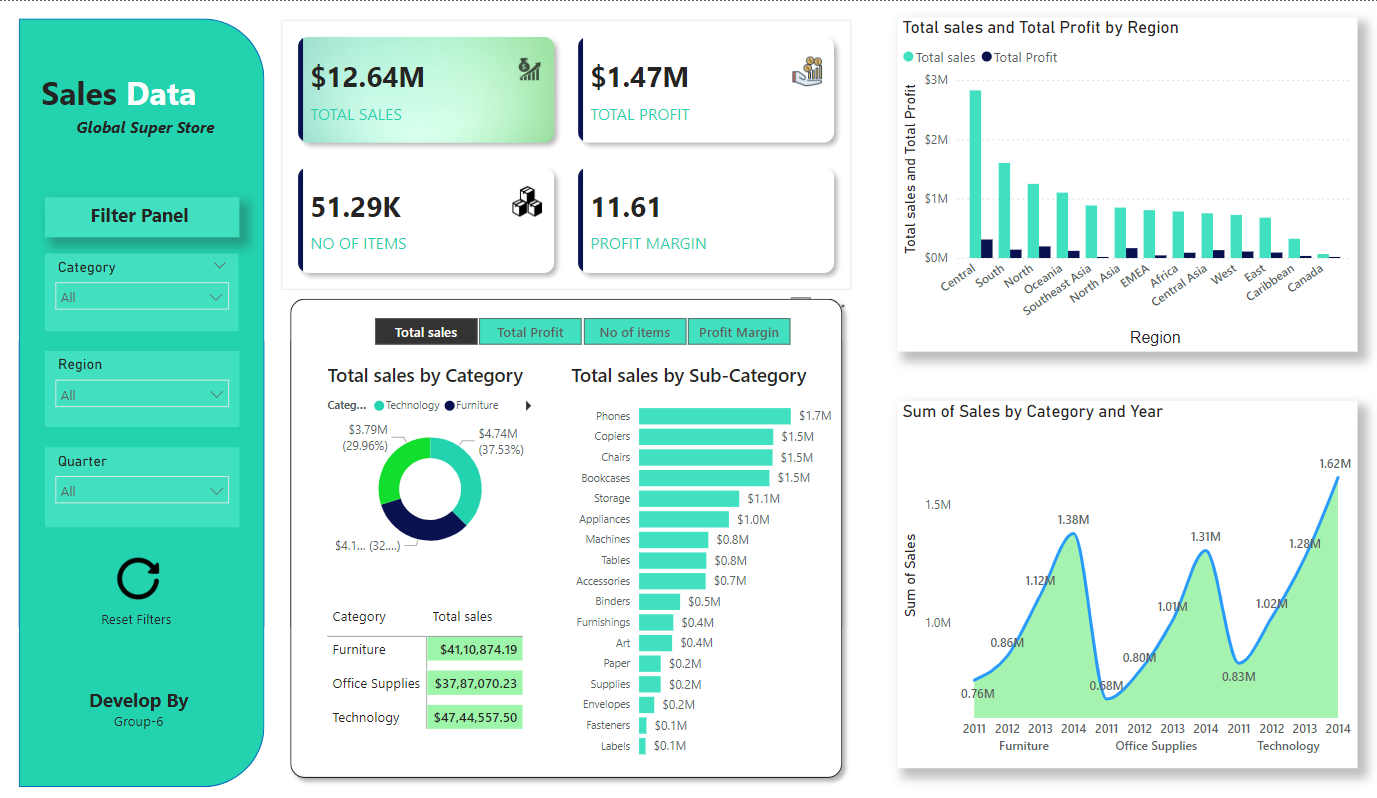 Sales Data
Global Super Store
Filter Panel
Category
All
Region
All
Quarter
All
Reset Filters
Develop By
Group-6
$12.64M
TOTAL SALES
$1.47M
TOTAL PROFIT
51.29K
NO OF ITEMS
11.61
PROFIT MARGIN
Total sales Total Profit No of items Profit Margin
Total sales by Category
Categ... Technology Furniture
$3.79M
(29.96%)
$4.74M
(37.53%)
$4.1... (32....)
Category Total sales
Furniture $41,10,874.19
Office Supplies $37,87,070.23
Technology $47,44,557.50
Total sales by Sub-Category
Phones $1.7M
Copiers $1.5M
Chairs $1.5M
Bookcases $1.5M
Storage $1.1M
Appliances $1.0M
Machines $0.8M
Tables $0.8M
Accessories $0.7M
Binders $0.5M
Furnishings $0.4M
Art $0.4M
Paper $0.2M
Supplies $0.2M
Envelopes $0.2M
Fasteners $0.1M
Labels $0.1M
Total sales and Total Profit by Region
Total sales Total Profit
Total sales and Total Profit
$3M
$2M
$1M
$0M
Central
South
North
Oceania
Southeast Asia
North Asia
EMEA
Africa
Central Asia
West
East
Caribbean
Canada
Region
Sum of Sales by Category and Year
Sum of Sales
1.5M
1.0M
0.76M
0.86M
1.12M
1.38M
0.68M
0.80M
1.01M
1.31M
0.83M
1.02M
1.28M
1.62M
2011 2012 2013 2014 2011 2012 2013 2014 2011 2012 2013 2014
Furniture Office Supplies Technology